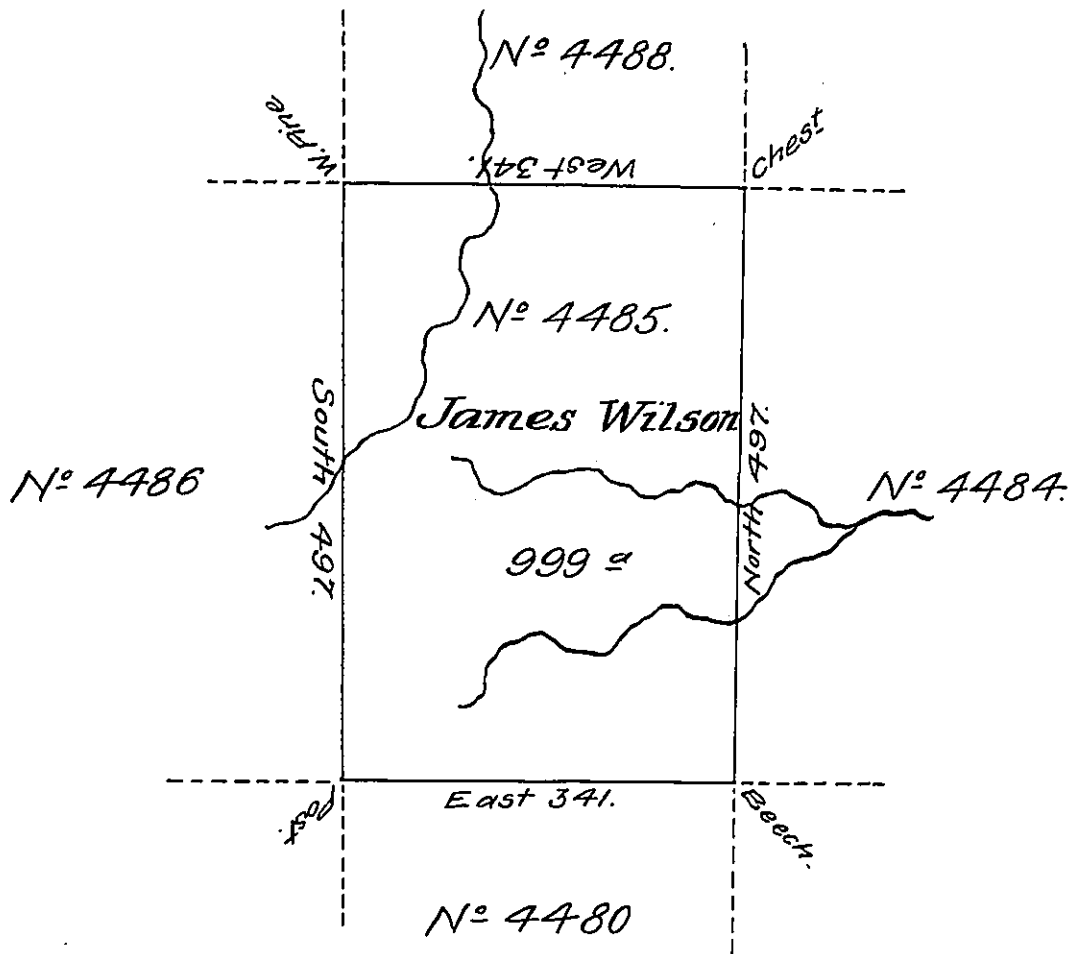 Nº 4488.
W. Pine
Chest
West 341.
Nº 4485.
James Wilson
South 497.
North 497.
Nº 4486
Nº 4484.
999 a
East 341.
Post.
Beech.
Nº 4480